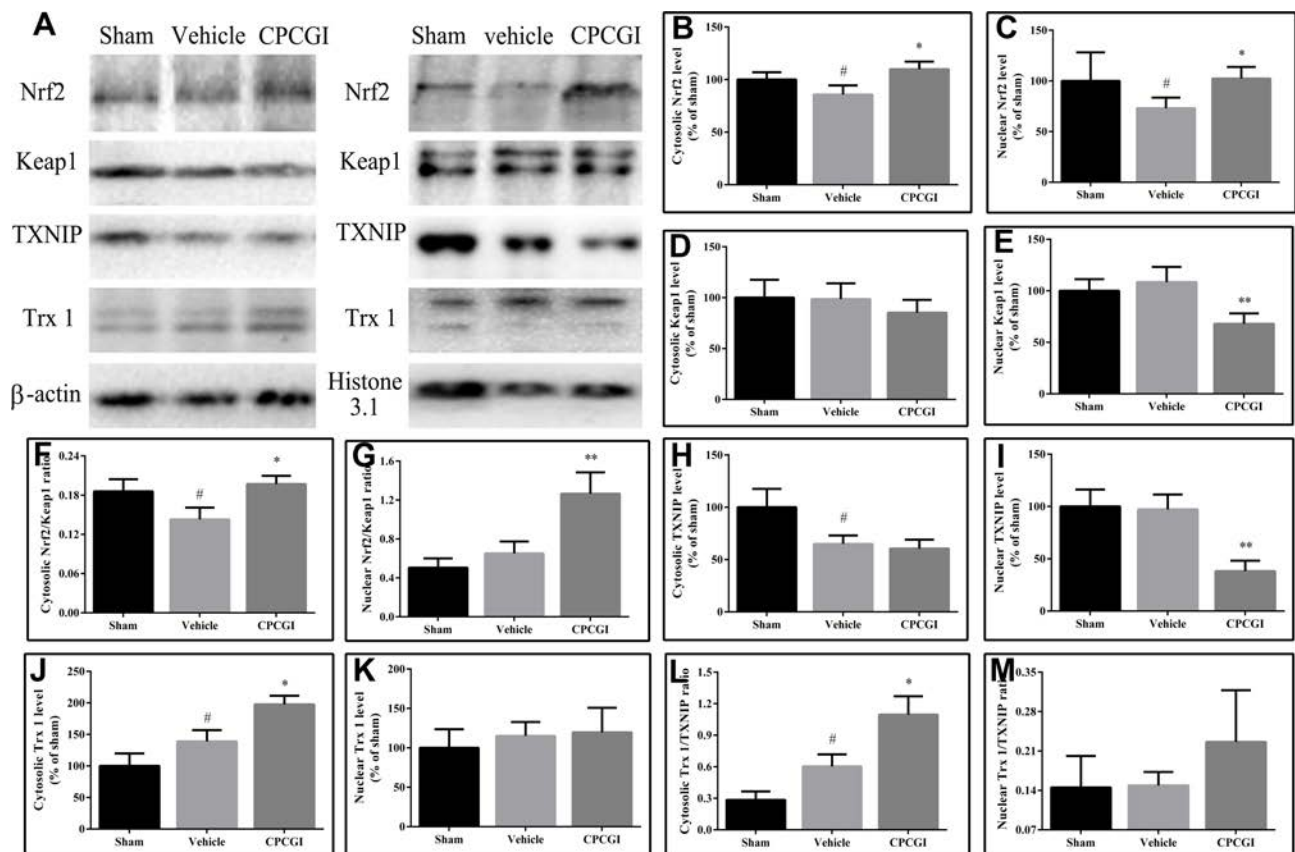 A
Sham Vehicle CPCGI
Nrf2
Keap1
TXNIP
Trx 1
β-actin
Sham vehicle CPCGI
Nrf2
Keap1
TXNIP
Trx 1
Histone
3.1
B
Cytosolic Nrf2 level
(% of sham)
150
100
50
0
#
*
Sham Vehicle CPCGI
C
Nuclear Nrf2 level
(% of sham)
150
100
50
0
#
*
Sham Vehicle CPCGI
D
Cytosolic Keap1 level
(% of sham)
150
100
50
0
Sham Vehicle CPCGI
E
Nuclear Keap1 level
(% of sham)
150
100
50
0
**
Sham Vehicle CPCGI
F
Cytosolic Nrf2/Keap1 ratio
0.24
0.18
0.12
0.06
0.00
#
*
Sham Vehicle CPCGI
G
Nuclear Nrf2/Keap1 ratio
1.6
1.2
0.8
0.4
0.0
**
Sham Vehicle CPCGI
H
Cytosolic TXNIP level
(% of sham)
150
100
50
0
#
Sham Vehicle CPCGI
I
Nuclear TXNIP level
(% of sham)
150
100
50
0
**
Sham Vehicle CPCGI
J
Cytosolic Trx 1 level
(% of sham)
250
200
150
100
50
0
#
*
Sham Vehicle CPCGI
K
Nuclear Trx 1 level
(% of sham)
200
150
100
50
0
Sham Vehicle CPCGI
L
Cytosolic Trx 1/TXNIP ratio
1.5
1.2
0.9
0.6
0.3
0.0
#
*
Sham Vehicle CPCGI
M
Nuclear Trx 1/TXNIP ratio
0.35
0.28
0.21
0.14
0.07
Sham Vehicle CPCGI